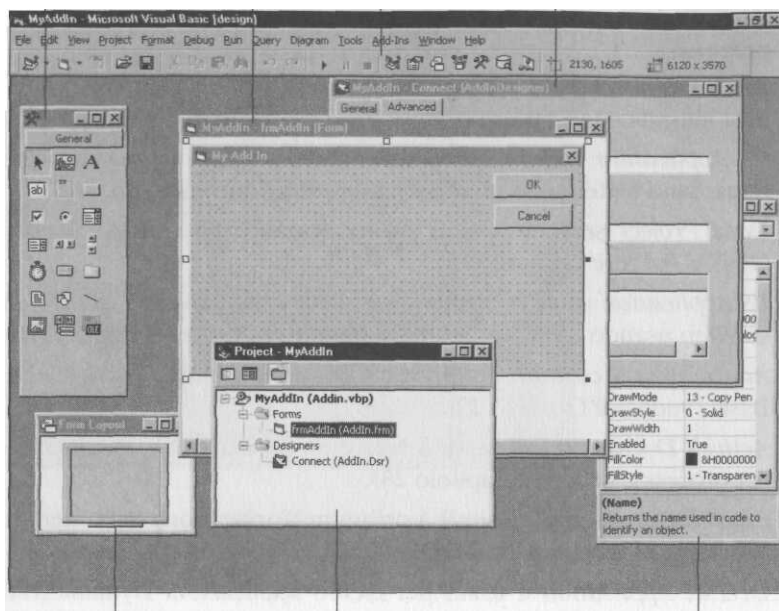 MyAddIn - Microsoft Visual Basic [design]
File Edit View Project Format Debug Run Query Diagram Tools Add-Ins Window Help
2130, 1605 6120 x 3570
MyAddIn - Connect (AddInDesigner)
General Advanced
General
MyAddIn - frmAddIn (Form)
My Add In
OK
Cancel
A
ab|
Project - MyAddIn
MyAddIn (Addin.vbp)
Forms
frmAddIn (AddIn.frm)
Designers
Connect (AddIn.Dsr)
Form Layout
DrawMode 13 - Copy Pen
DrawStyle 0 - Solid
DrawWidth 1
Enabled True
FillColor &H0000000
FillStyle 1 - Transparen
(Name)
Returns the name used in code to
identify an object.